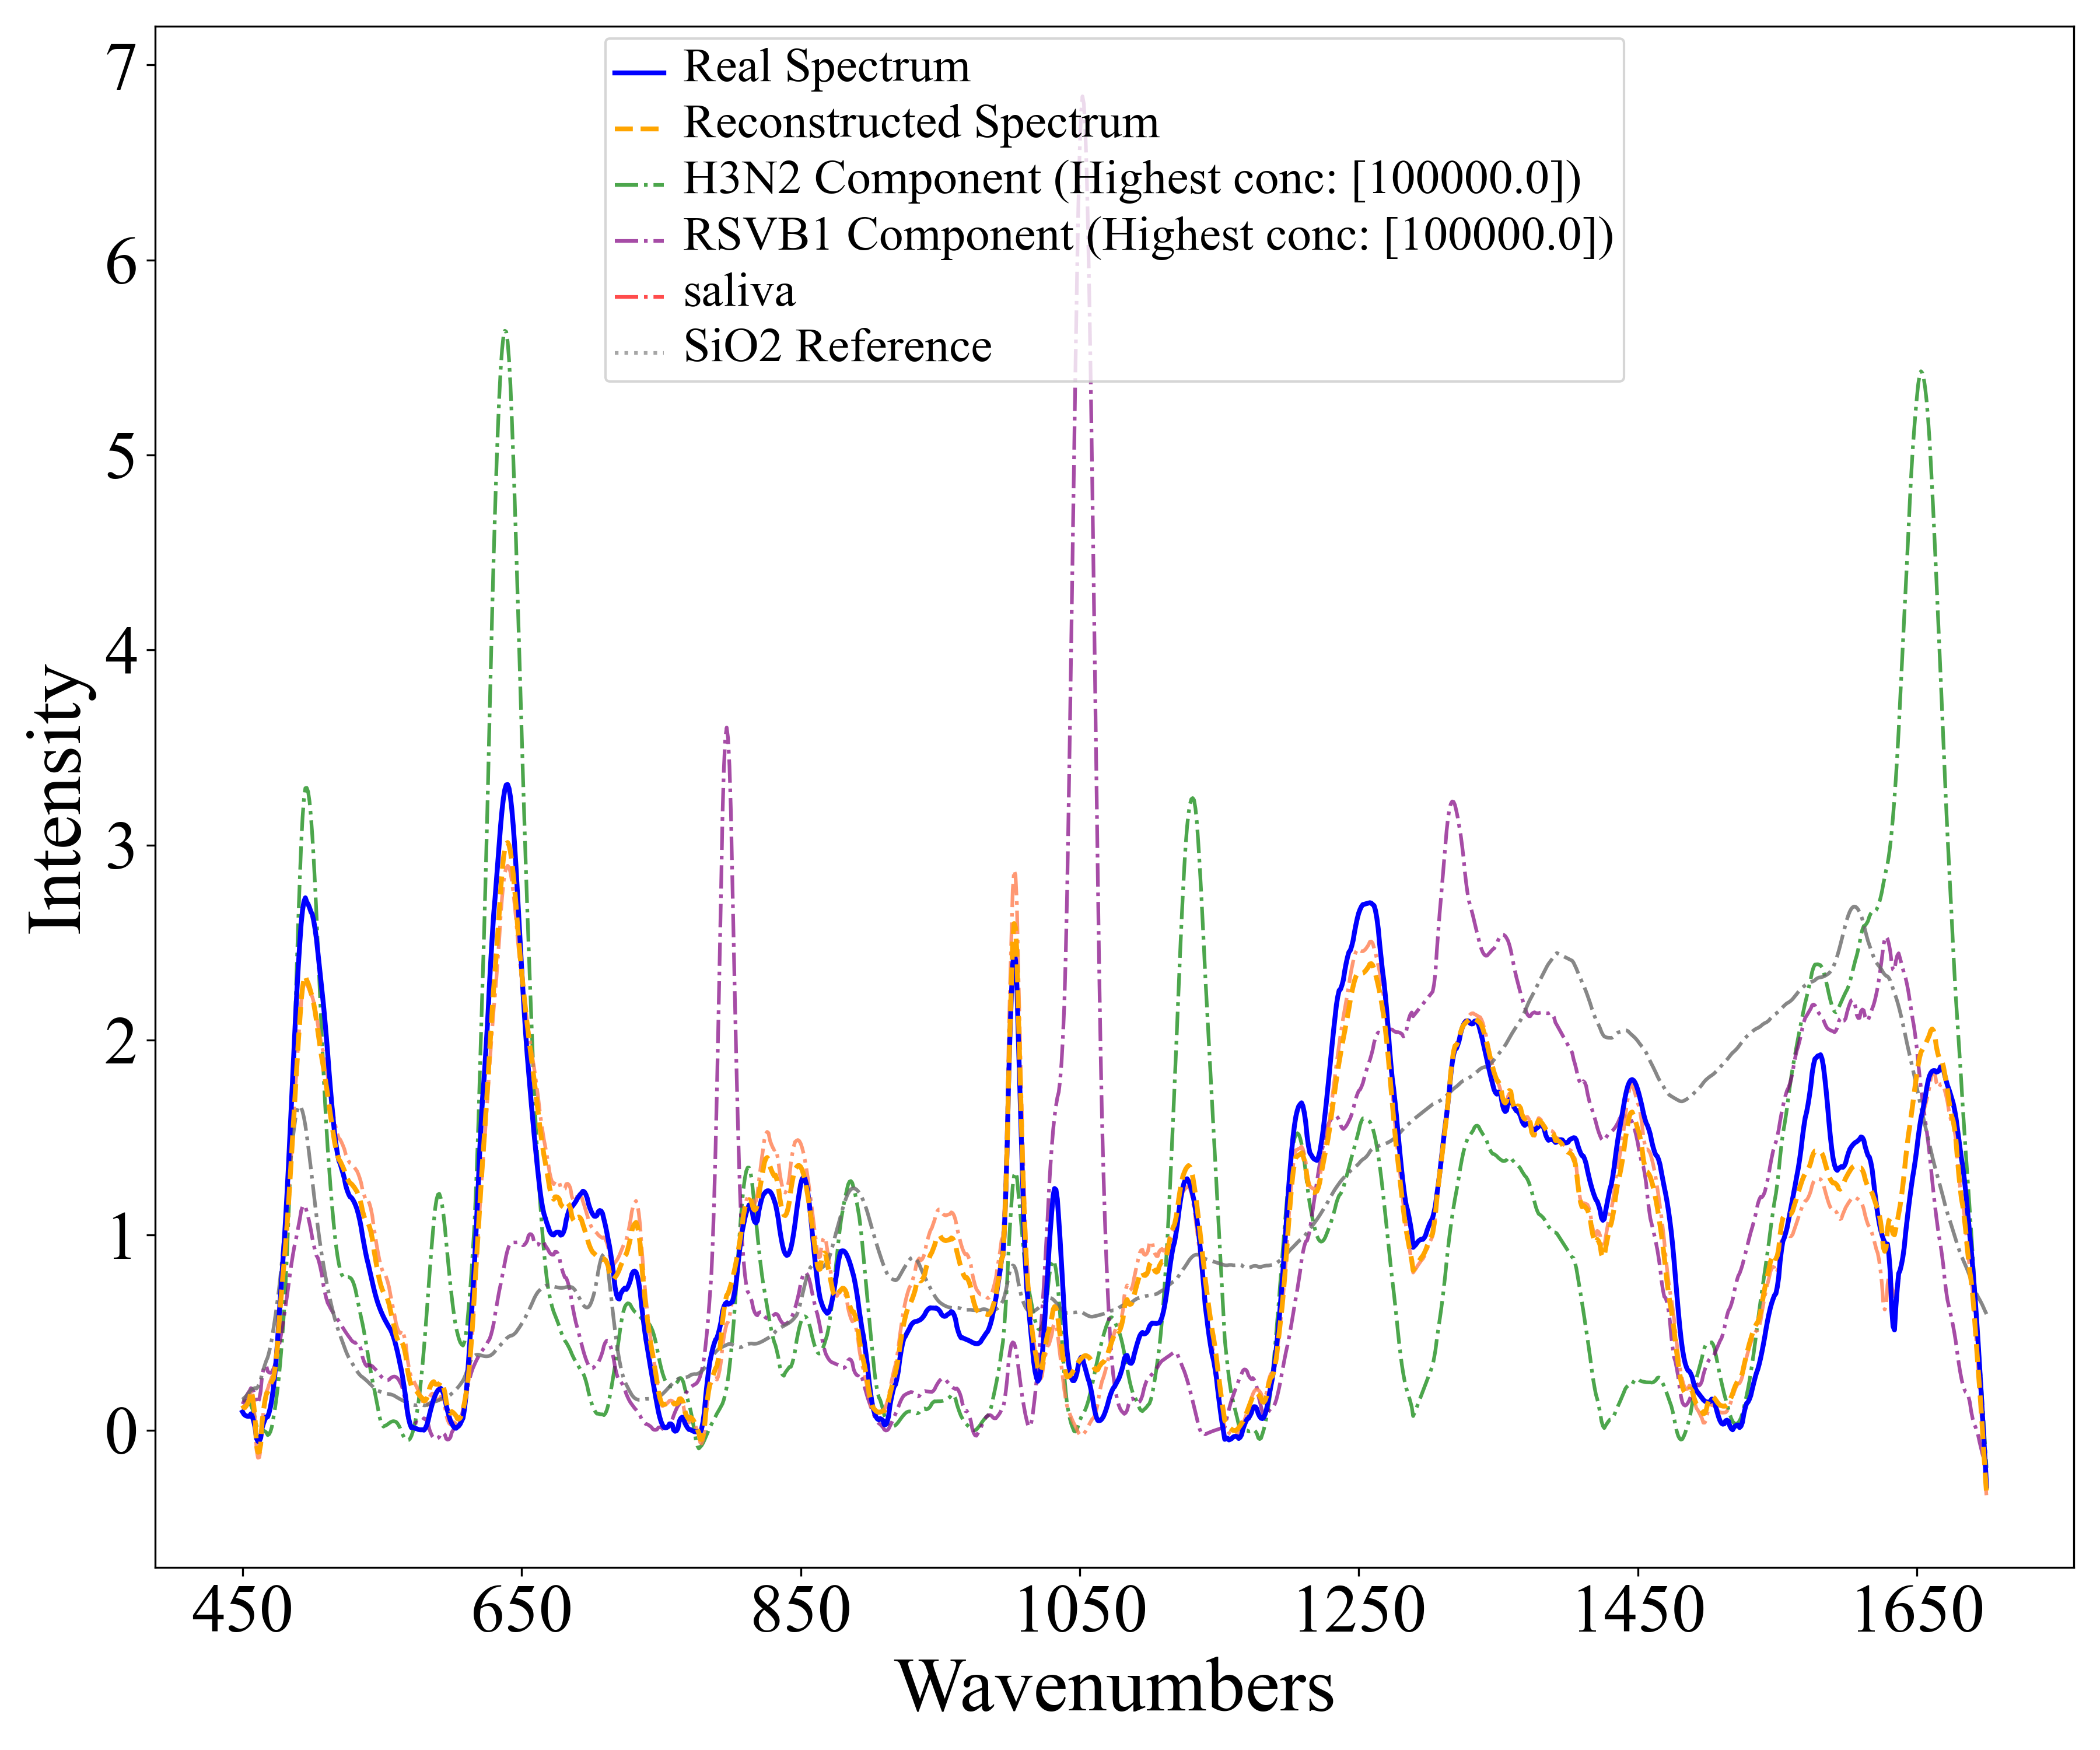 Real Spectrum
Reconstructed Spectrum
H3N2 Component (Highest conc: [100000.0])
RSVB1 Component (Highest conc: [100000.0])
saliva
SiO2 Reference
7
6
5
4
3
2
1
0
Intensity
450 650 850 1050 1250 1450 1650
Wavenumbers